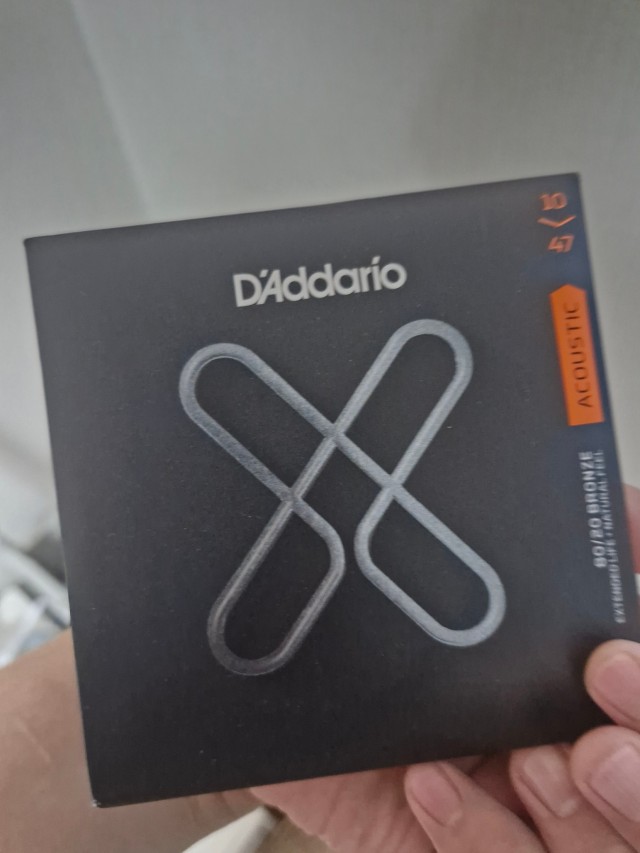 D'Addario
10
47
ACOUSTIC
80/20 BRONZE
EXTENDED LIFE • NATURAL FEEL